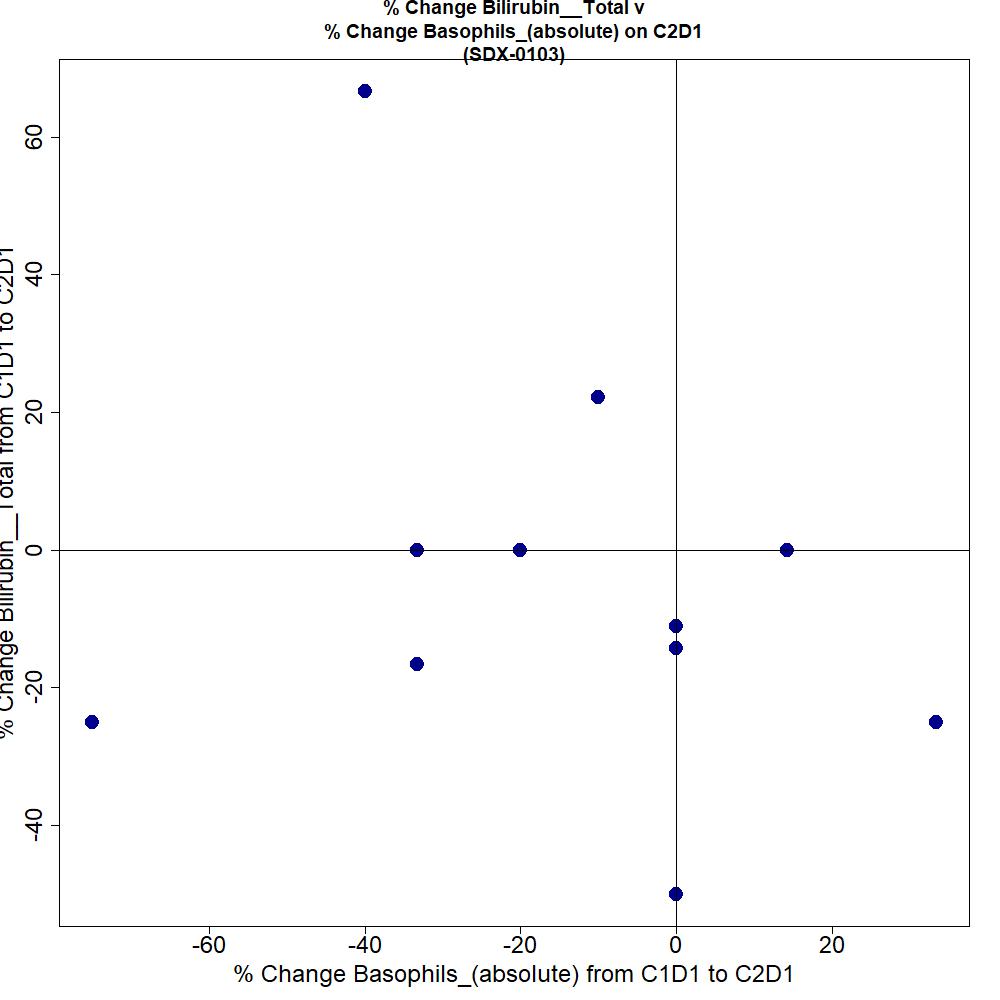 % Change Bilirubin__Total v
% Change Basophils_(absolute) on C2D1
(SDX-0103)
% Change Bilirubin__Total from C1D1 to C2D1
60
40
20
0
-20
-40
-60
-40
-20
0
20
% Change Basophils_(absolute) from C1D1 to C2D1